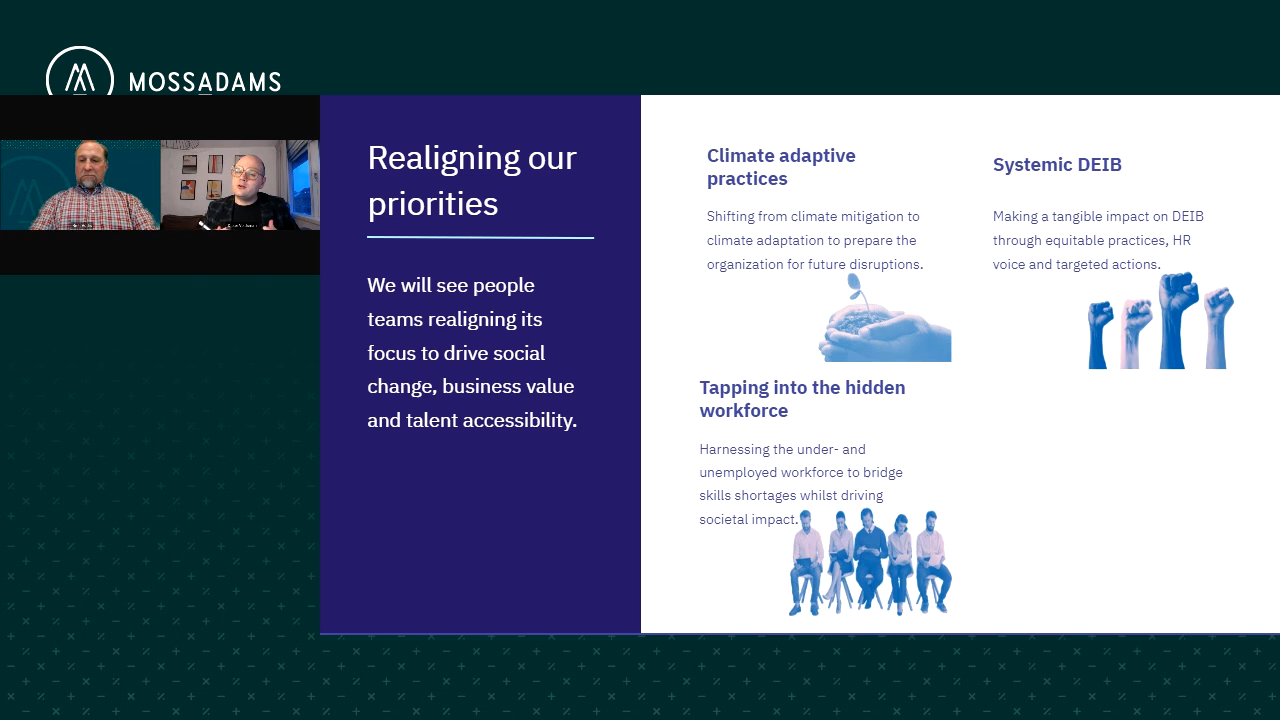 MOSSADAMS
Realigning our
priorities
We will see people
teams realigning its
focus to drive social
change, business value
and talent accessibility.
Climate adaptive
practices
Shifting from climate mitigation to
climate adaptation to prepare the
organization for future disruptions.
Systemic DEIB
Making a tangible impact on DEIB
through equitable practices, HR
voice and targeted actions.
Tapping into the hidden
workforce
Harnessing the under- and
unemployed workforce to bridge
skills shortages whilst driving
societal impact.